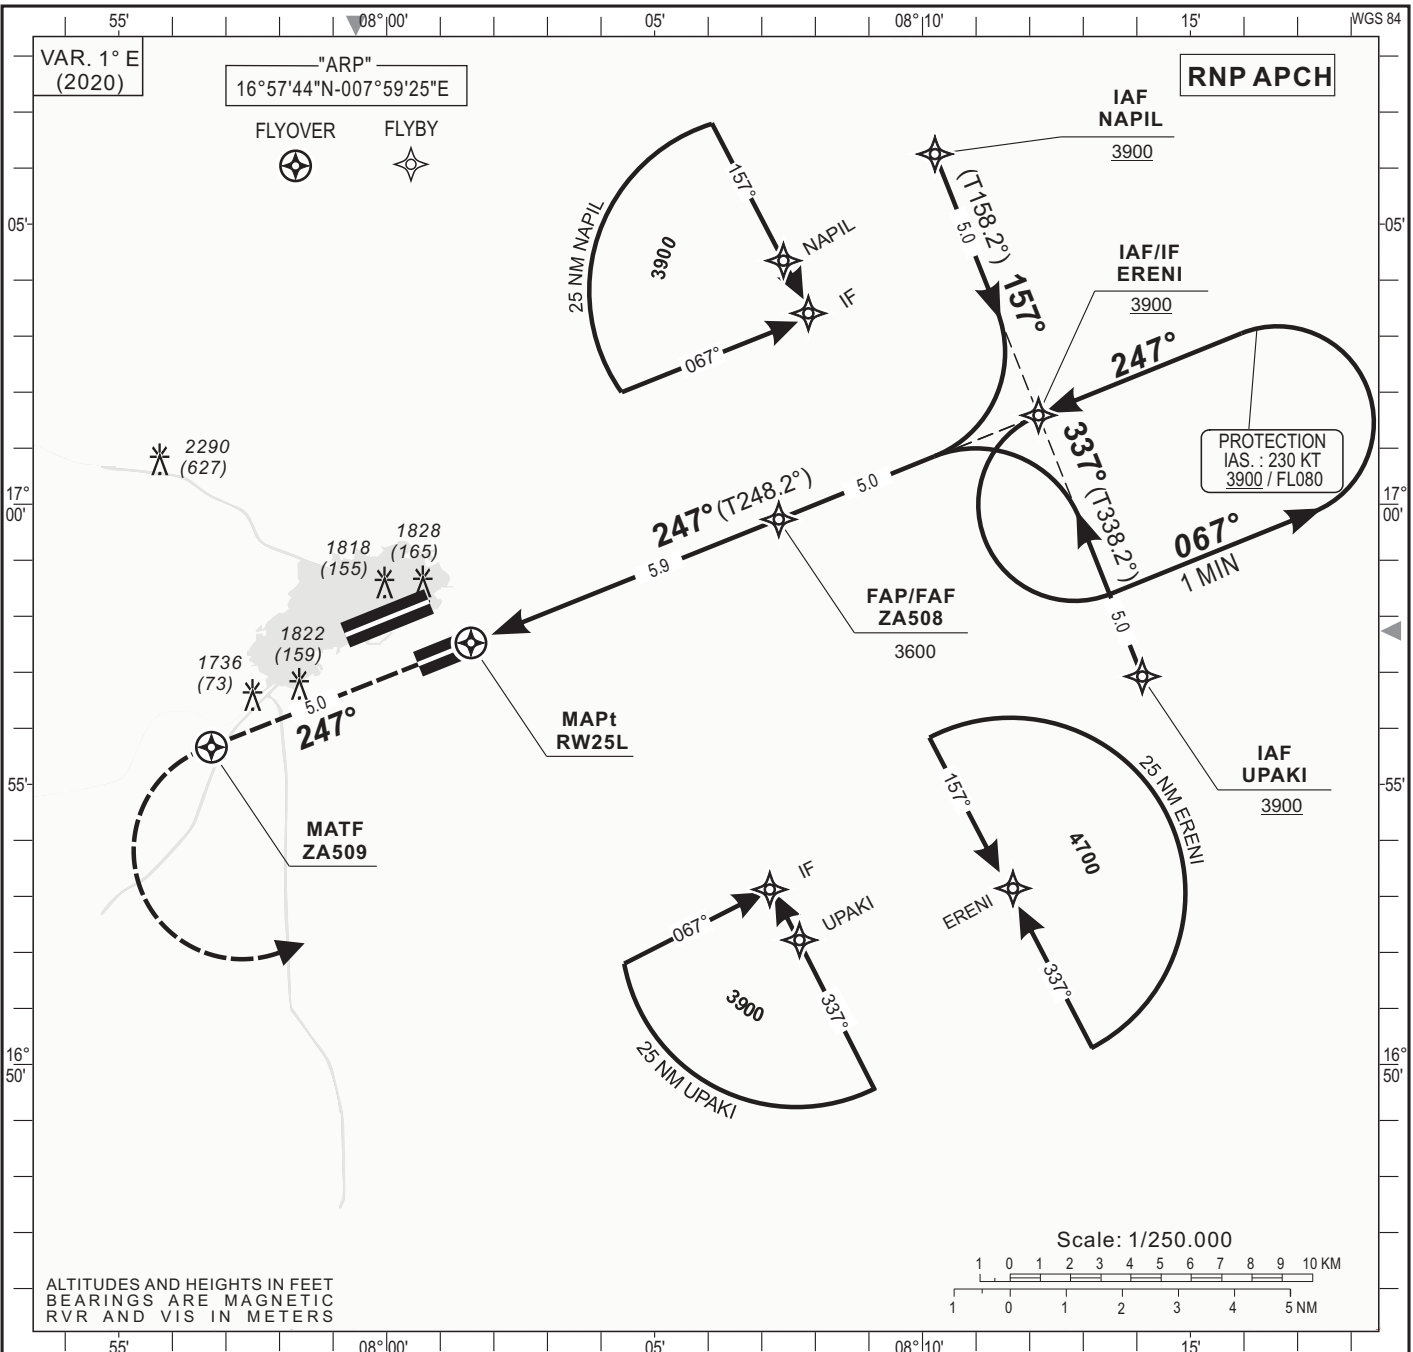 55'
08°00'
05'
08°10'
15'
WGS 84
VAR. 1° E
(2020)
"ARP"
16°57'44"N-007°59'25"E
FLYOVER
FLYBY
RNP APCH
IAF
NAPIL
3900
(T158.2°)
5.0
157°
157°
NAPIL
IF
25 NM NAPIL
3900
067°
05'
05'
IAF/IF
ERENI
3900
247°
PROTECTION
IAS. : 230 KT
3900 / FL080
337° (T338.2°)
067°
1 MIN
5.0
2290
(627)
17°
00'
17°
00'
247° (T248.2°)
5.0
5.9
1828
(165)
1818
(155)
FAP/FAF
ZA508
3600
1822
(159)
1736
(73)
5.0
247°
MAPt
RW25L
IAF
UPAKI
3900
55'
55'
MATF
ZA509
157°
25 NM ERENI
4700
ERENI
337°
IF
067°
UPAKI
3900
337°
25 NM UPAKI
16°
50'
16°
50'
Scale: 1/250.000
1 0 1 2 3 4 5 6 7 8 9 10 KM
1 0 1 2 3 4 5 NM
ALTITUDES AND HEIGHTS IN FEET
BEARINGS ARE MAGNETIC
RVR AND VIS IN METERS
55'
08°00'
05'
08°10'
15'